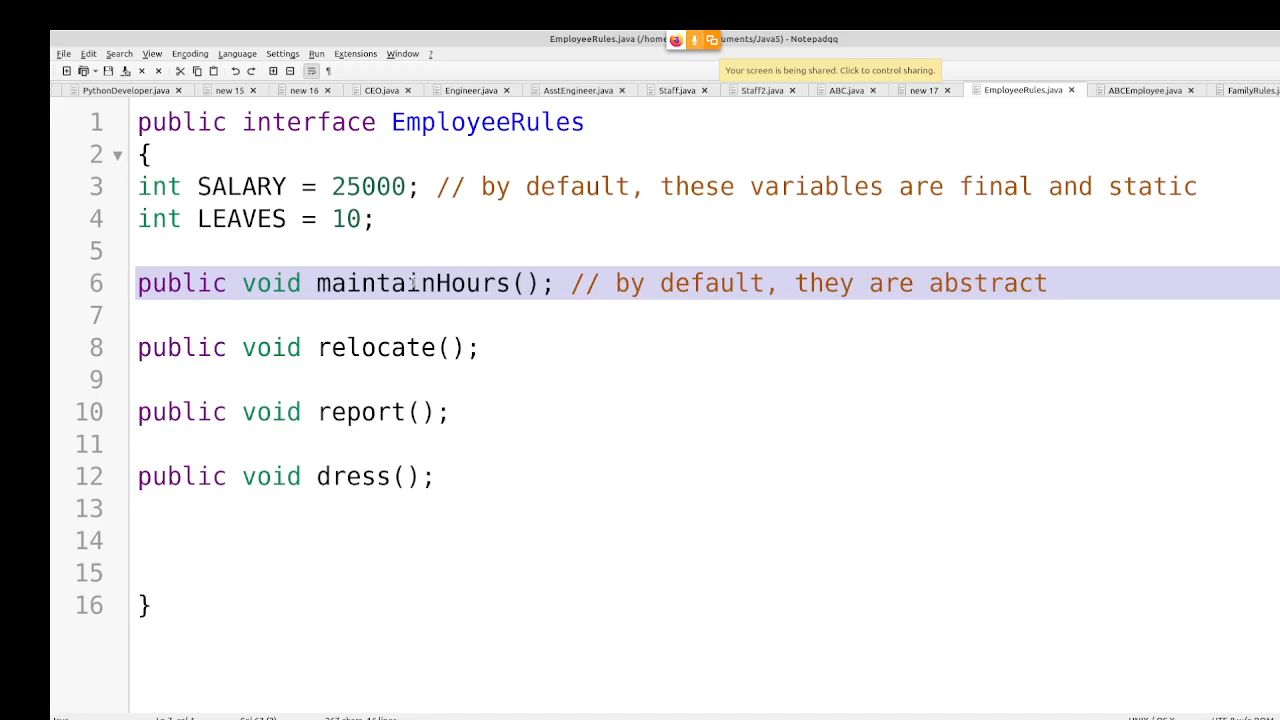 EmployeeRules.java (/home uments/Java5) - Notepadqq
File Edit Search View Encoding Language Settings Run Extensions Window ?
Your screen is being shared. Click to control sharing.
PythonDeveloper.java new 15 new 16 CEO.java Engineer.java AsstEngineer.java Staff.java Staff2.java ABC.java new 17 EmployeeRules.java ABCEmployee.java FamilyRules.j
1 public interface EmployeeRules
2 {
3 int SALARY = 25000; // by default, these variables are final and static
4 int LEAVES = 10;
5
6 public void maintainHours(); // by default, they are abstract
7
8 public void relocate();
9
10 public void report();
11
12 public void dress();
13
14
15
16 }